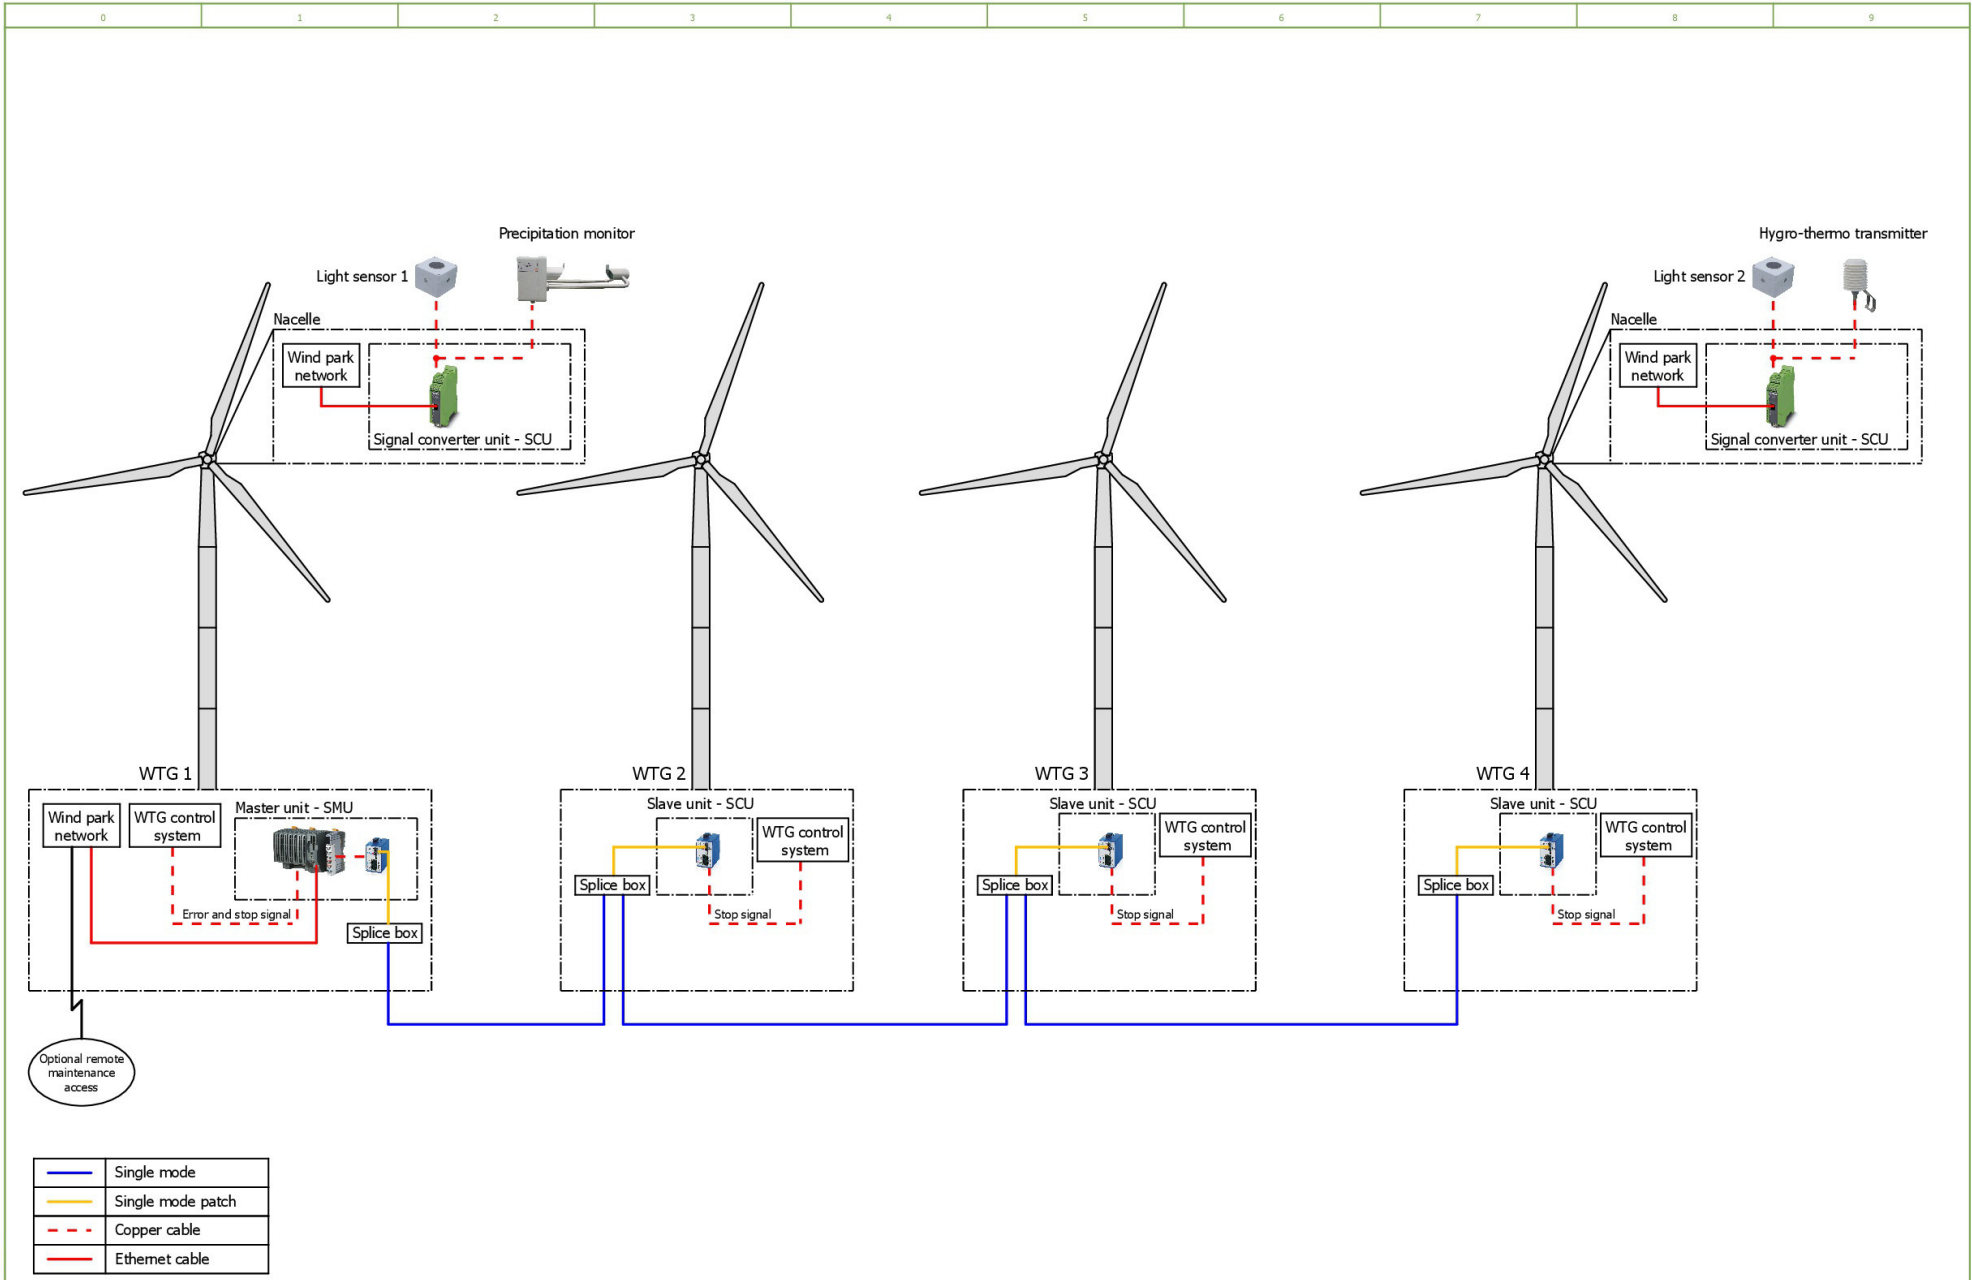 0 1 2 3 4 5 6 7 8 9
Precipitation monitor
Light sensor 1
Nacelle
Wind park
network
Signal converter unit - SCU
Hygro-thermo transmitter
Light sensor 2
Nacelle
Wind park
network
Signal converter unit - SCU
WTG 1
Wind park
network
WTG control
system
Master unit - SMU
Error and stop signal
Splice box
Optional remote
maintenance
access
WTG 2
Slave unit - SCU
WTG control
system
Splice box
Stop signal
WTG 3
Slave unit - SCU
WTG control
system
Splice box
Stop signal
WTG 4
Slave unit - SCU
WTG control
system
Splice box
Stop signal
Single mode
Single mode patch
Copper cable
Ethernet cable